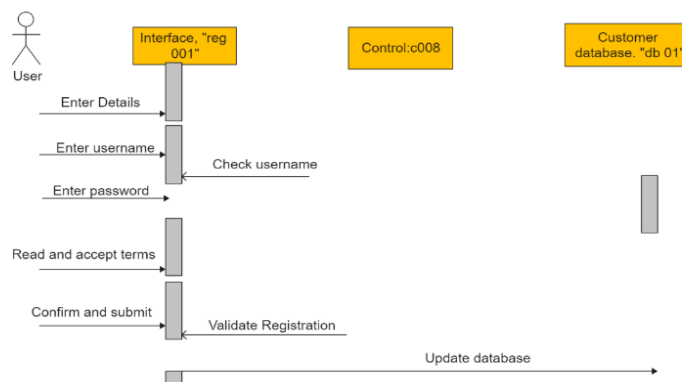 Interface, "reg
001"
Control:c008
Customer
database. "db 01"
User
Enter Details
Enter username
Check username
Enter password
Read and accept terms
Confirm and submit
Validate Registration
Update database